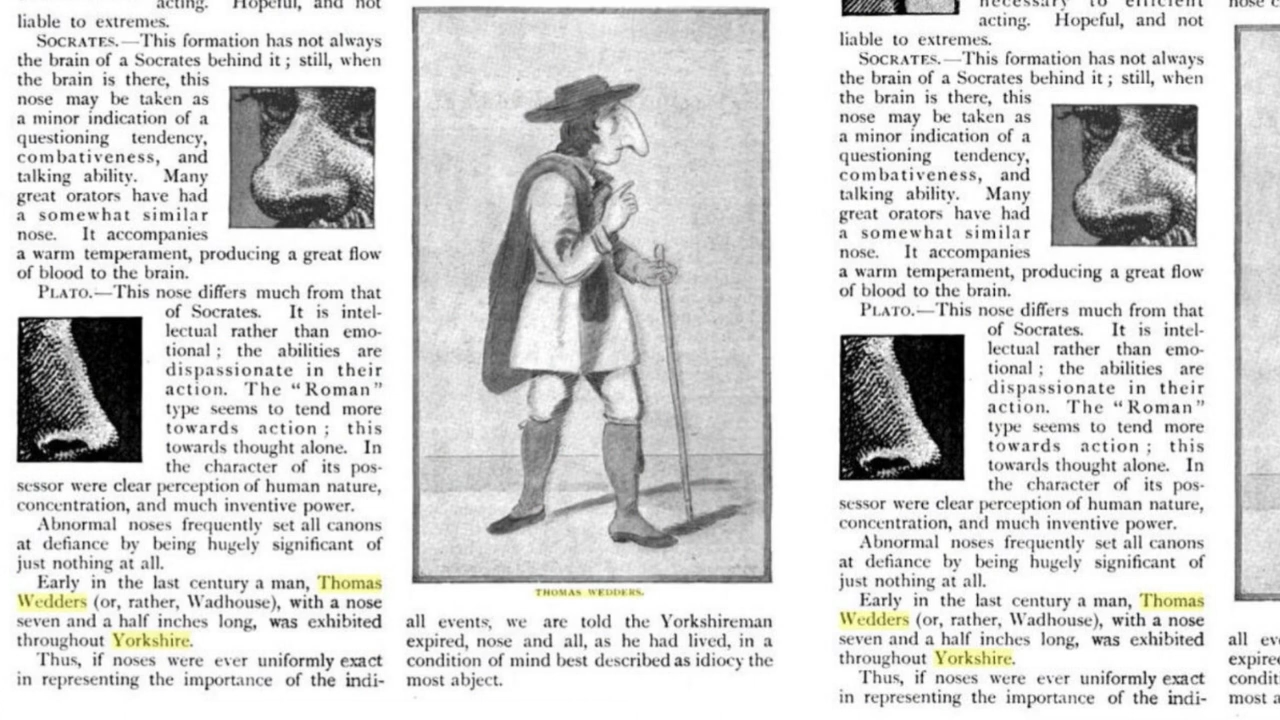 acting. Hopeful, and not
liable to extremes.
SOCRATES.—This formation has not always
the brain of a Socrates behind it; still, when
the brain is there, this
nose may be taken as
a minor indication of a
questioning tendency,
combativeness, and
talking ability. Many
great orators have had
a somewhat similar
nose. It accompanies
a warm temperament, producing a great flow
of blood to the brain.
PLATO.—This nose differs much from that
of Socrates. It is intel-
lectual rather than emo-
tional; the abilities are
dispassionate in their
action. The "Roman"
type seems to tend more
towards action; this
towards thought alone. In
the character of its pos-
sessor were clear perception of human nature,
concentration, and much inventive power.
Abnormal noses frequently set all canons
at defiance by being hugely significant of
just nothing at all.
Early in the last century a man, Thomas
Wedders (or, rather, Wadhouse), with a nose
seven and a half inches long, was exhibited
throughout Yorkshire.
Thus, if noses were ever uniformly exact
in representing the importance of the indi-
THOMAS WEDDERS.
all events, we are told the Yorkshireman
expired, nose and all, as he had lived, in a
condition of mind best described as idiocy the
most abject.
necessary to efficient
acting. Hopeful, and not
liable to extremes.
SOCRATES.—This formation has not always
the brain of a Socrates behind it; still, when
the brain is there, this
nose may be taken as
a minor indication of a
questioning tendency,
combativeness, and
talking ability. Many
great orators have had
a somewhat similar
nose. It accompanies
a warm temperament, producing a great flow
of blood to the brain.
PLATO.—This nose differs much from that
of Socrates. It is intel-
lectual rather than emo-
tional; the abilities are
dispassionate in their
action. The "Roman"
type seems to tend more
towards action; this
towards thought alone. In
the character of its pos-
sessor were clear perception of human nature,
concentration, and much inventive power.
Abnormal noses frequently set all canons
at defiance by being hugely significant of
just nothing at all.
Early in the last century a man, Thomas
Wedders (or, rather, Wadhouse), with a nose
seven and a half inches long, was exhibited
throughout Yorkshire.
Thus, if noses were ever uniformly exact
in representing the importance of the indi-
nose c
all eve
expired
condit
most a